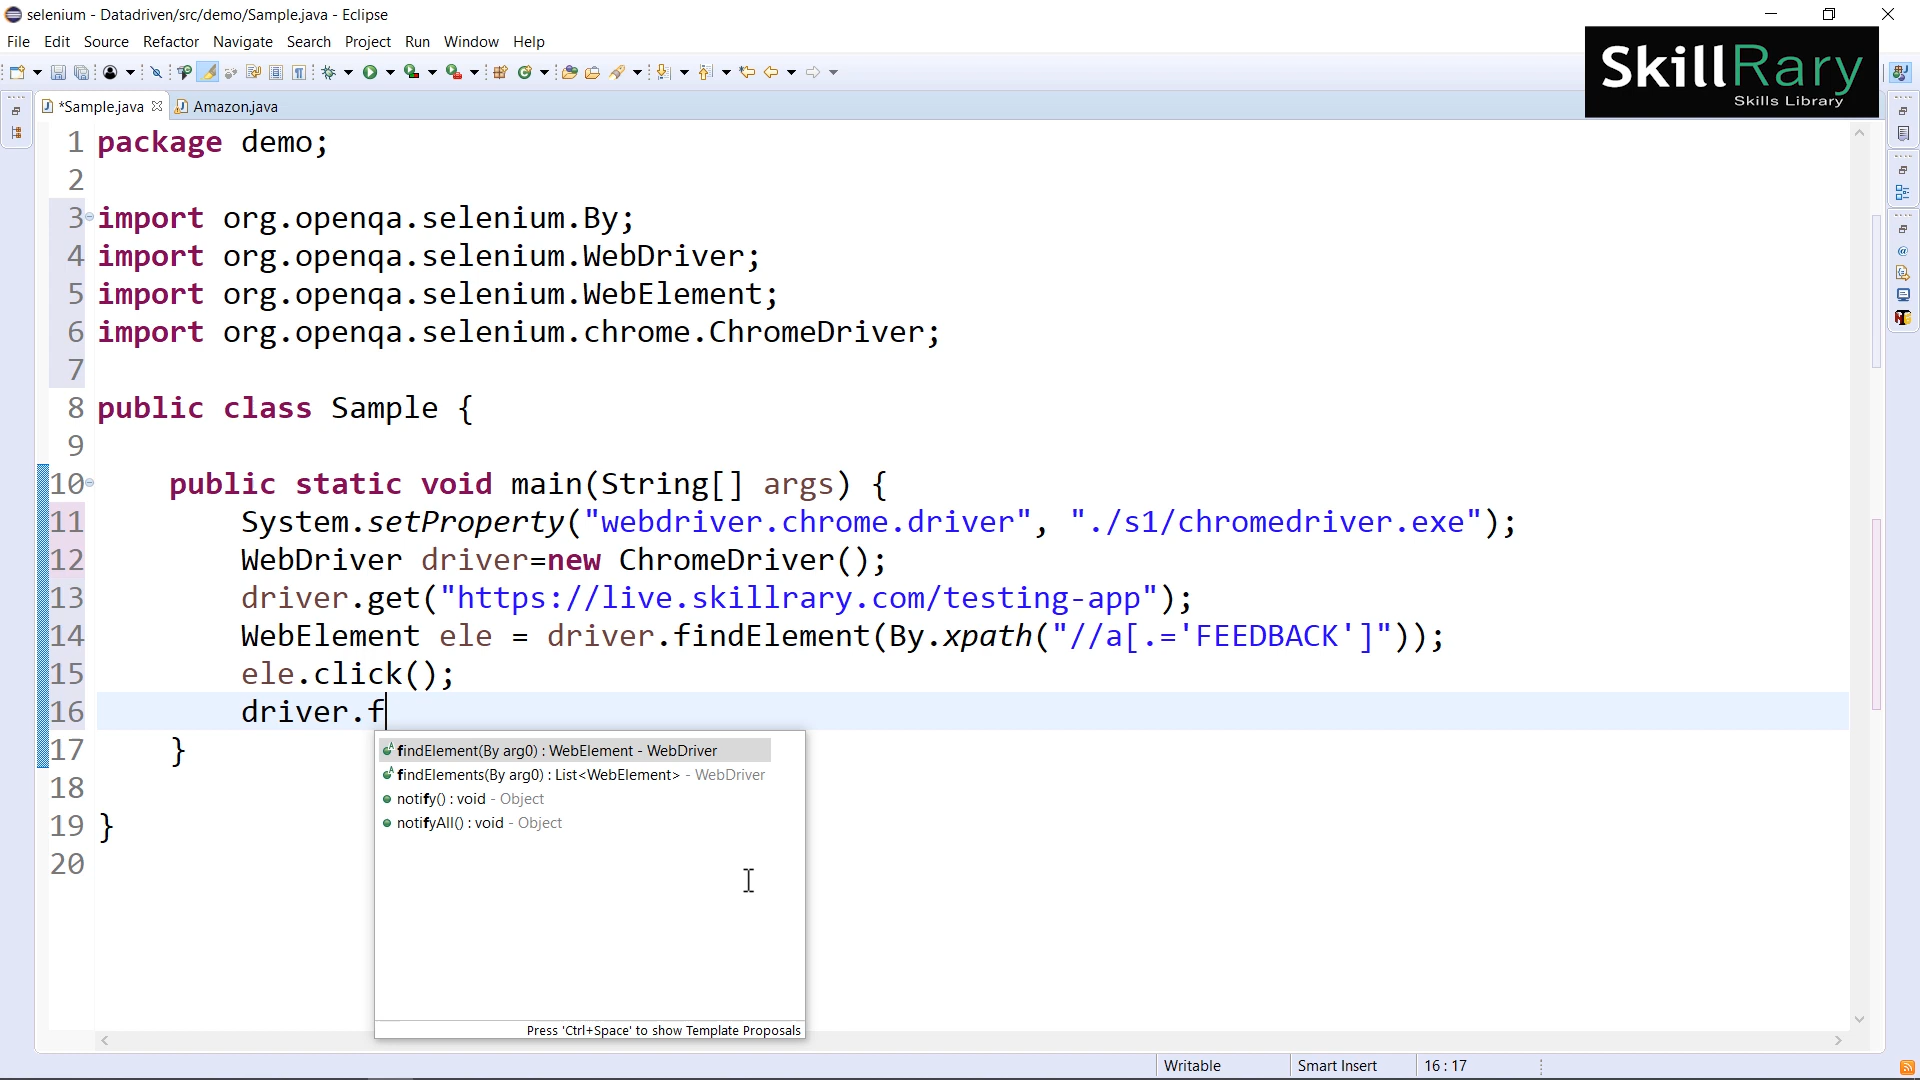 selenium - Datadriven/src/demo/Sample.java - Eclipse
File Edit Source Refactor Navigate Search Project Run Window Help
SkillRary
Skills Library
*Sample.java Amazon.java
1 package demo;
2
3 import org.openqa.selenium.By;
4 import org.openqa.selenium.WebDriver;
5 import org.openqa.selenium.WebElement;
6 import org.openqa.selenium.chrome.ChromeDriver;
7
8 public class Sample {
9
10 public static void main(String[] args) {
11 System.setProperty("webdriver.chrome.driver", "./s1/chromedriver.exe");
12 WebDriver driver=new ChromeDriver();
13 driver.get("https://live.skillrary.com/testing-app");
14 WebElement ele = driver.findElement(By.xpath("//a[.='FEEDBACK']"));
15 ele.click();
16 driver.f
17 }
18
19 }
20
findElement(By arg0) : WebElement - WebDriver
findElements(By arg0) : List<WebElement> - WebDriver
notify() : void - Object
notifyAll() : void - Object
Press 'Ctrl+Space' to show Template Proposals
Writable Smart Insert 16 : 17